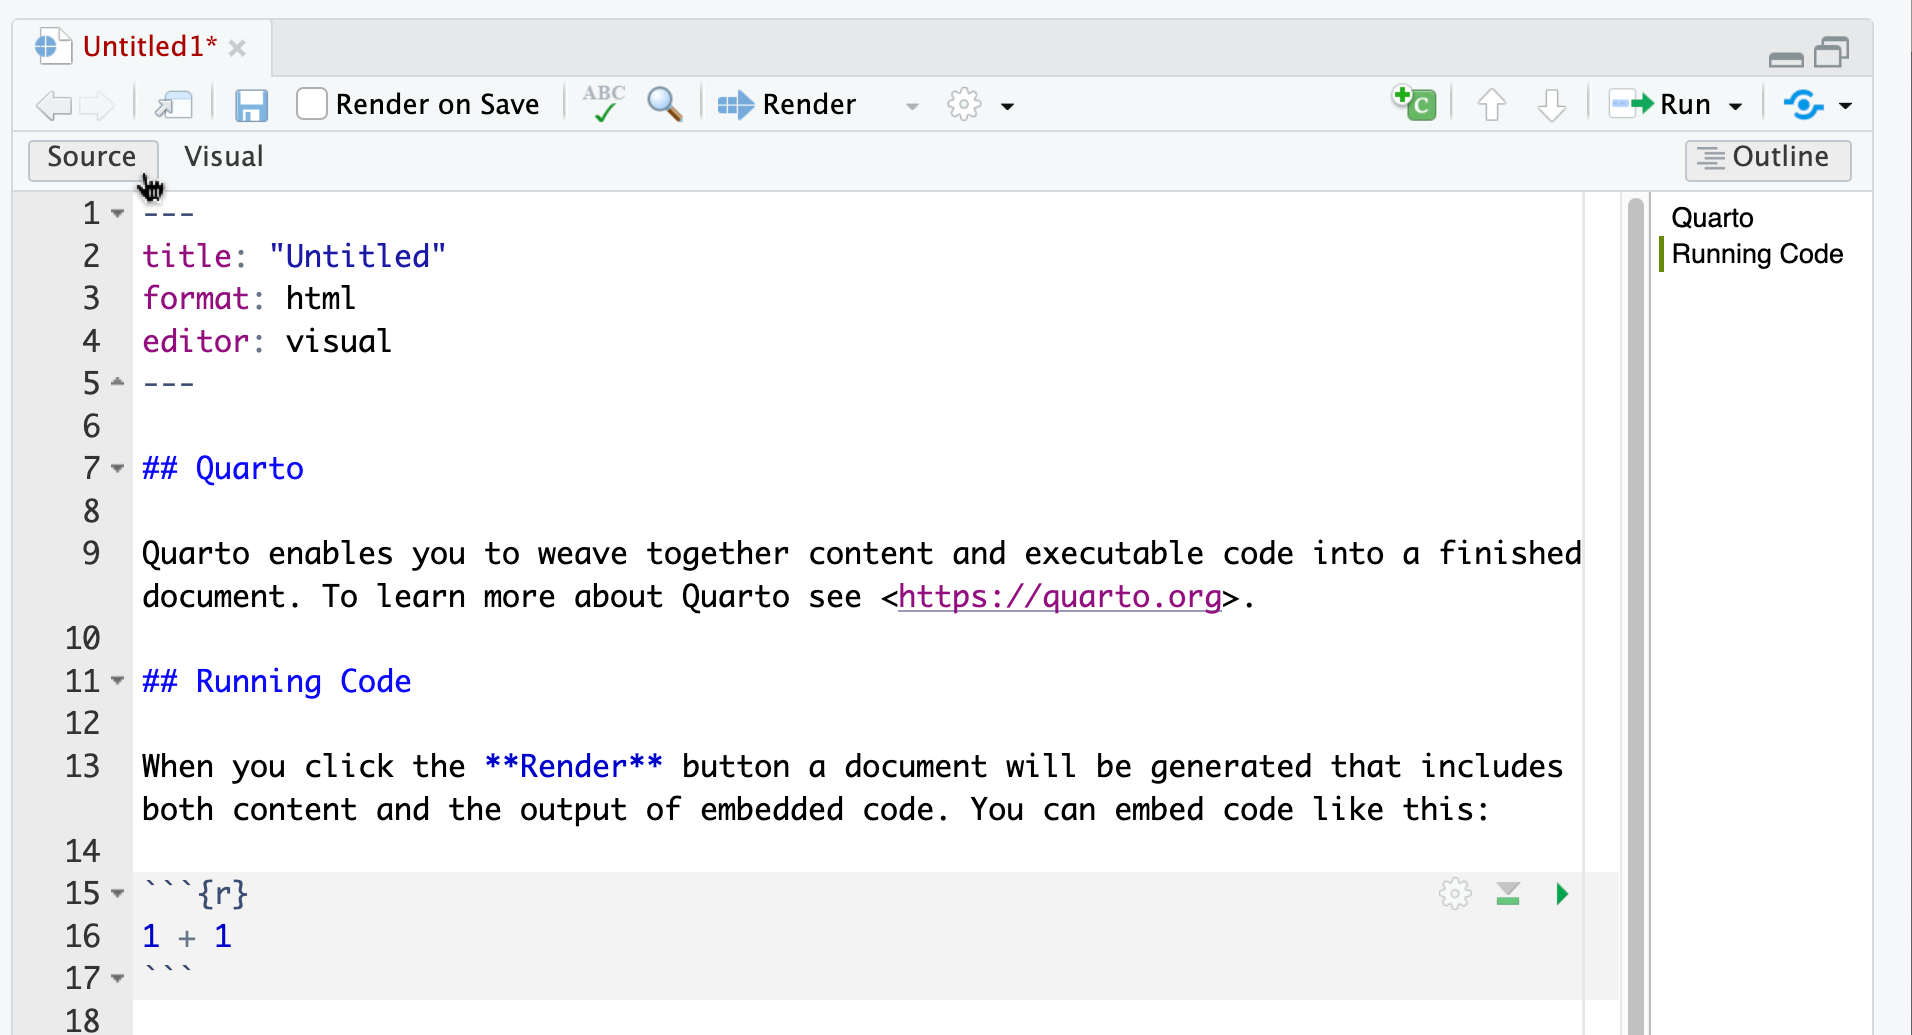 Untitled1*
Render on Save ABC Render C Run
Source Visual Outline
1 ---
2 title: "Untitled"
3 format: html
4 editor: visual
5 ---
6
7 ## Quarto
8
9 Quarto enables you to weave together content and executable code into a finished
document. To learn more about Quarto see <https://quarto.org>.
10
11 ## Running Code
12
13 When you click the **Render** button a document will be generated that includes
both content and the output of embedded code. You can embed code like this:
14
15 ```{r}
16 1 + 1
17 ```
18
Quarto
Running Code